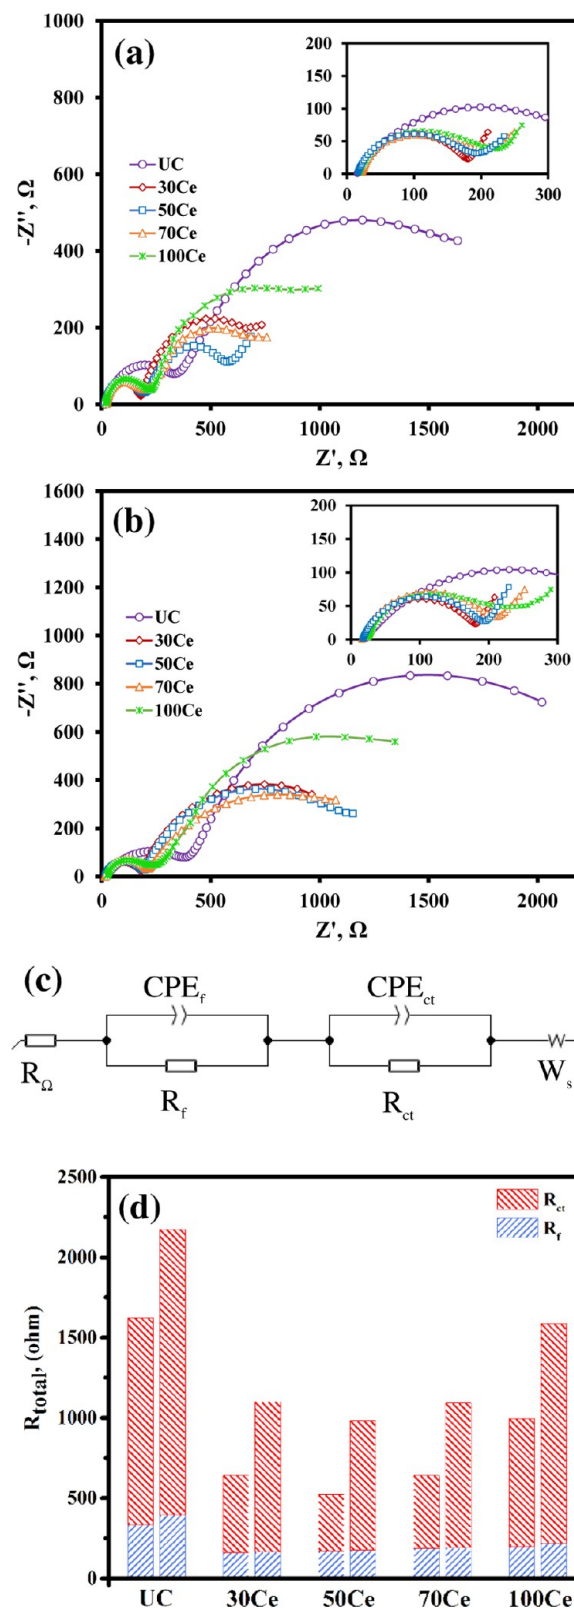 (a)
1000
800
600
400
200
0
-Z'', Ω
0
500
1000
1500
2000
Z', Ω
UC
30Ce
50Ce
70Ce
100Ce
200
150
100
50
0
0
100
200
300
(b)
1600
1400
1200
1000
800
600
400
200
0
-Z'', Ω
0
500
1000
1500
2000
Z', Ω
UC
30Ce
50Ce
70Ce
100Ce
200
150
100
50
0
0
100
200
300
(c)
CPEf
CPEct
RΩ
Rf
Rct
Ws
(d)
2500
2000
1500
1000
500
0
Rtotal, (ohm)
Rct
Rf
UC
30Ce
50Ce
70Ce
100Ce